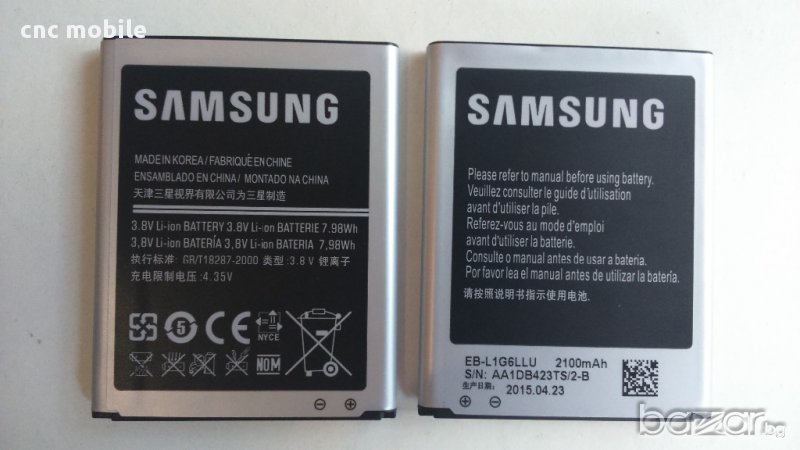 cnc mobile
SAMSUNG
MADE IN KOREA / FABRIQUÈ EN CHINE
ENSAMBLADO EN CHINA / MONTADO NA CHINA
天津三星视界有限公司为三星制造
3.8V Li-ion BATTERY 3.8V Li-ion BATTERIE 7,98Wh
3,8V Li-ion BATERÍA 3,8V Li-ion BATERIA 7,98Wh
执行标准: GR/T18287-2000 类型:3.8 V 锂离子
充电限制电压:4.35V
5
CE
NYCE
NOM
SAMSUNG
Please refer to manual before using battery.
Veuillez consulter le guide d'utilisation
avant d'utiliser la pile.
Referez-vous au mode d'emploi
avant d'utiliser la batterie.
Consulte o manual antes de usar a bateria.
Por favor lea el manual antes de utilizar la batería.
请按照说明书指示使用电池.
EB-L1G6LLU 2100mAh
S/N: AA1DB423TS/2-B
生产日期: 2015.04.23
bazar.bg